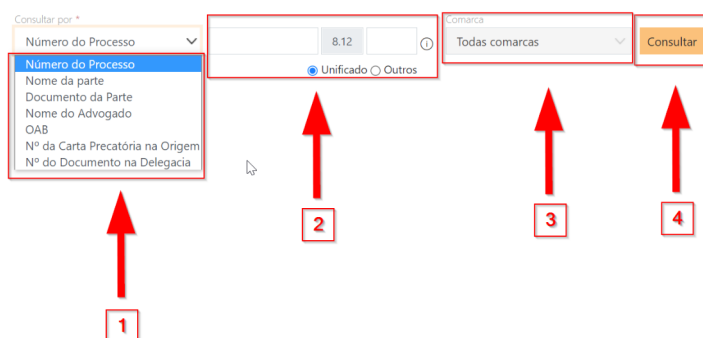 Consultar por *
Comarca
Número do Processo
8.12
Todas comarcas
Consultar
Unificado
Outros
Número do Processo
Nome da parte
Documento da Parte
Nome do Advogado
OAB
Nº da Carta Precatória na Origem
Nº do Documento na Delegacia
1
2
3
4